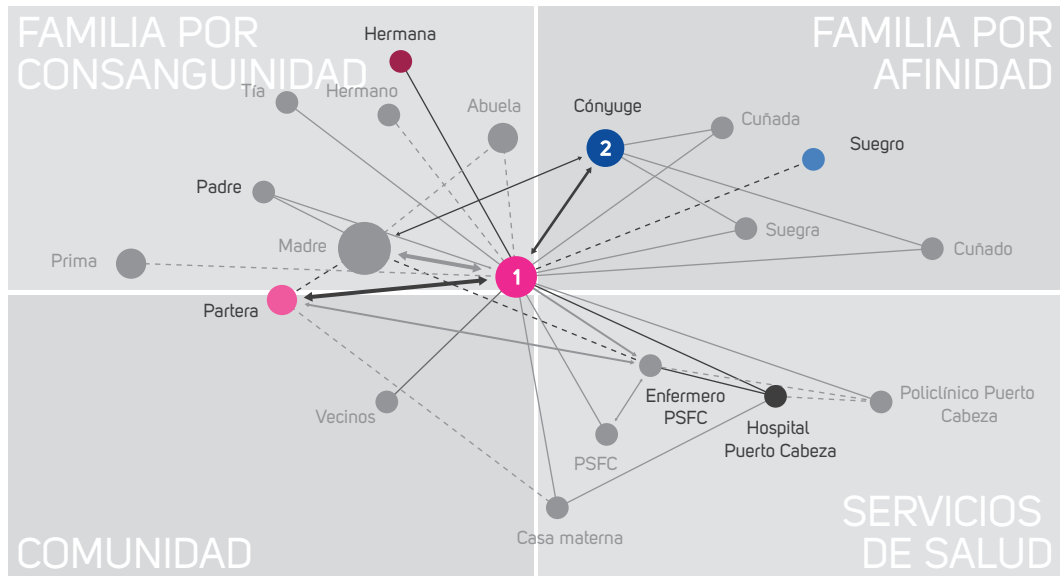 FAMILIA POR
CONSANGUINIDAD
FAMILIA POR
AFINIDAD
Hermana
Tía
Hermano
Abuela
Cónyuge
2
Cuñada
Suegro
Padre
Madre
Prima
1
Suegra
Cuñado
Partera
Vecinos
Enfermero
PSFC
Hospital
Puerto Cabeza
Policlínico Puerto
Cabeza
PSFC
Casa materna
COMUNIDAD
SERVICIOS
DE SALUD